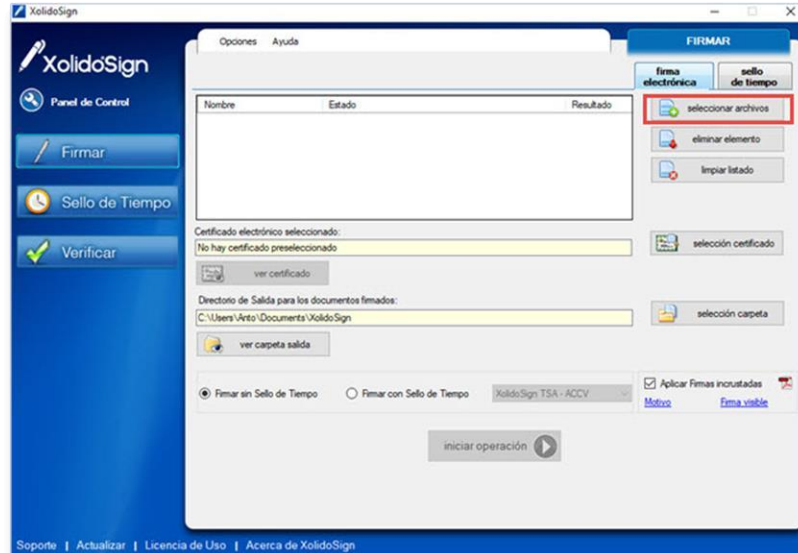 XolidoSign
XolidoSign
Panel de Control
Firmar
Sello de Tiempo
Verificar
Opciones Ayuda
FIRMAR
firma electrónica
sello de tiempo
Nombre Estado Resultado
seleccionar archivos
eliminar elemento
limpiar listado
Certificado electrónico seleccionado:
No hay certificado preseleccionado
selección certificado
ver certificado
Directorio de Salida para los documentos firmados:
C:\Users\Anto\Documents\XolidoSign
selección carpeta
ver carpeta salida
Firmar sin Sello de Tiempo Firmar con Sello de Tiempo XolidoSign TSA - ACCV
Aplicar Firmas incrustadas
Motivo Firma visible
iniciar operación
Soporte | Actualizar | Licencia de Uso | Acerca de XolidoSign